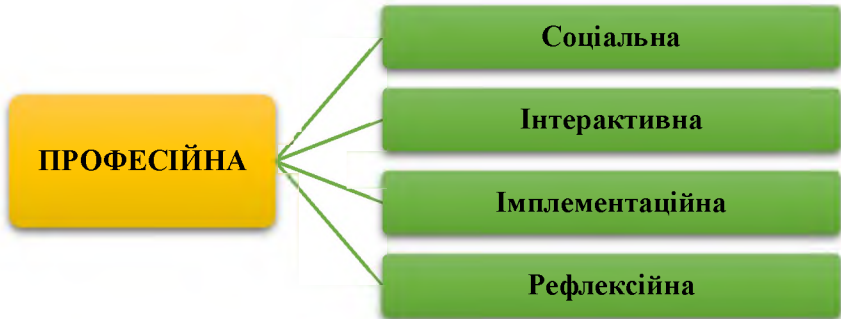 ПРОФЕСІЙНА
Соціальна
Інтерактивна
Імплементаційна
Рефлексійна